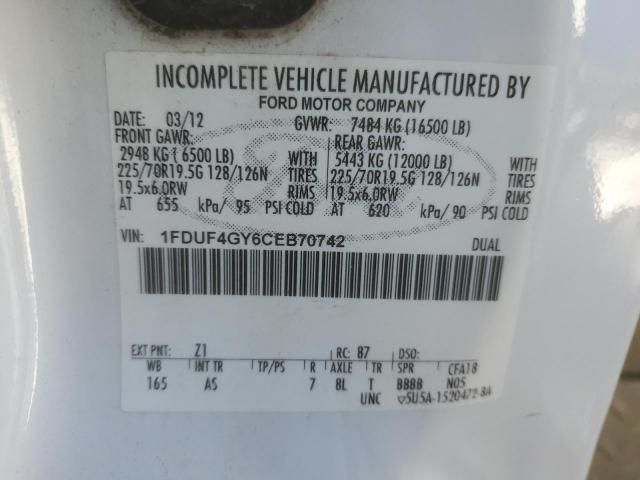 INCOMPLETE VEHICLE MANUFACTURED BY
FORD MOTOR COMPANY
DATE: 03/12 GVWR: 7484 KG (16500 LB)
FRONT GAWR: REAR GAWR:
2948 KG ( 6500 LB) WITH 5443 KG (12000 LB) WITH
225/70R19.5G 128/126N TIRES 225/70R19.5G 128/126N TIRES
19.5x6.0RW RIMS 19.5x6.0RW RIMS
AT 655 kPa/ 95 PSI COLD AT 620 kPa/ 90 PSI COLD
VIN: 1FDUF4GY6CEB70742 DUAL
EXT PNT: Z1 RC: 87 DSO:
WB INT TR TP/PS R AXLE TR SPR CFA18
165 AS 7 8L T BBBB N05
UNC ▽5U5A-1520472-BA